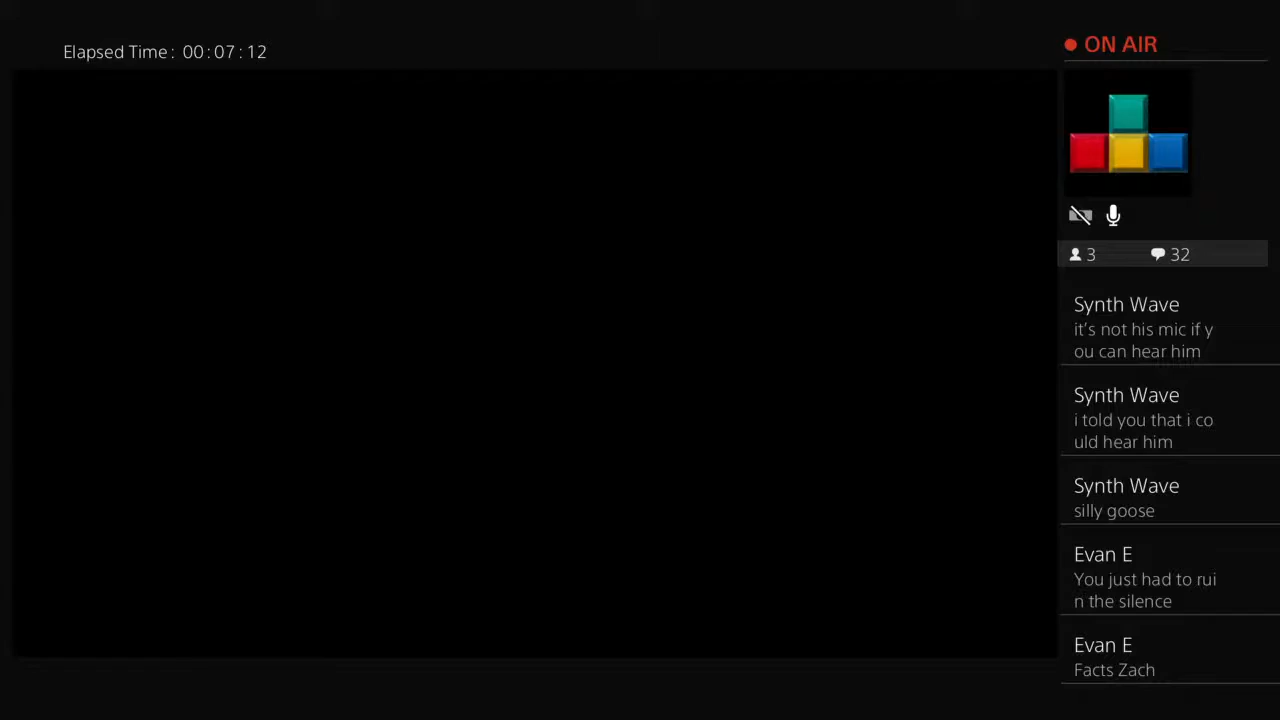 Elapsed Time: 00:07:12
ON AIR
3 32
Synth Wave
it's not his mic if y
ou can hear him
Synth Wave
i told you that i co
uld hear him
Synth Wave
silly goose
Evan E
You just had to rui
n the silence
Evan E
Facts Zach